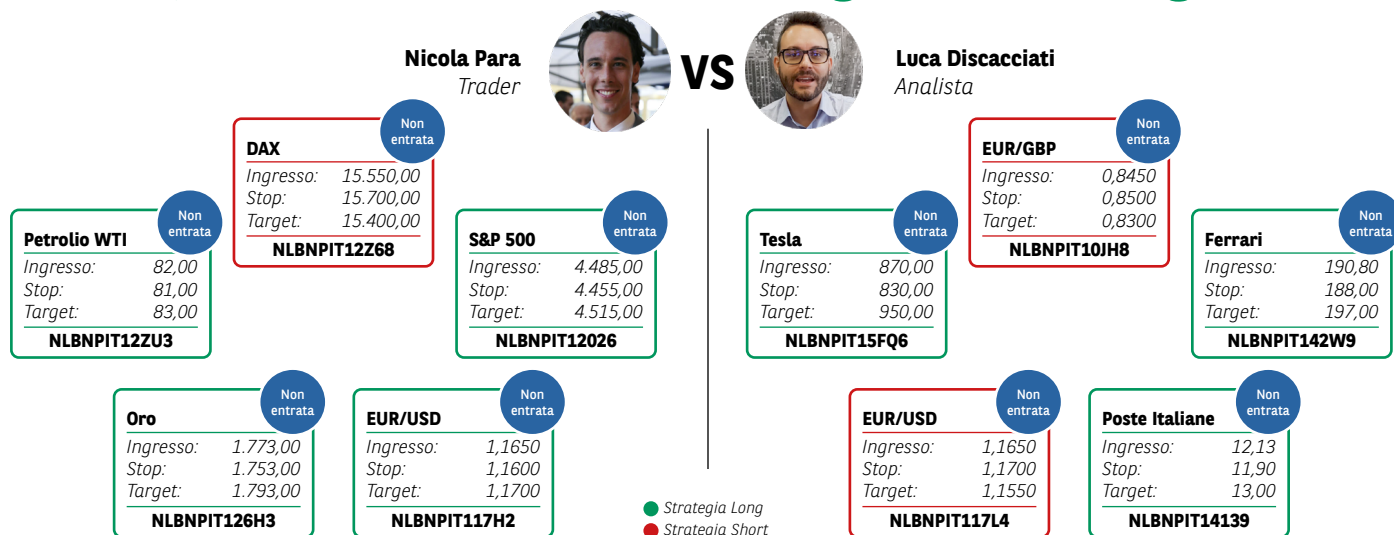 Nicola Para
Trader
VS
Luca Discacciati
Analista
Non
entrata
DAX
Ingresso: 15.550,00
Stop: 15.700,00
Target: 15.400,00
NLBNPIT12Z68
Non
entrata
Petrolio WTI
Ingresso: 82,00
Stop: 81,00
Target: 83,00
NLBNPIT12ZU3
Non
entrata
S&P 500
Ingresso: 4.485,00
Stop: 4.455,00
Target: 4.515,00
NLBNPIT12026
Non
entrata
Oro
Ingresso: 1.773,00
Stop: 1.753,00
Target: 1.793,00
NLBNPIT126H3
Non
entrata
EUR/USD
Ingresso: 1,1650
Stop: 1,1600
Target: 1,1700
NLBNPIT117H2
Non
entrata
EUR/GBP
Ingresso: 0,8450
Stop: 0,8500
Target: 0,8300
NLBNPIT10JH8
Non
entrata
Tesla
Ingresso: 870,00
Stop: 830,00
Target: 950,00
NLBNPIT15FQ6
Non
entrata
Ferrari
Ingresso: 190,80
Stop: 188,00
Target: 197,00
NLBNPIT142W9
Non
entrata
EUR/USD
Ingresso: 1,1650
Stop: 1,1700
Target: 1,1550
NLBNPIT117L4
Non
entrata
Poste Italiane
Ingresso: 12,13
Stop: 11,90
Target: 13,00
NLBNPIT14139
Strategia Long
Strategia Short